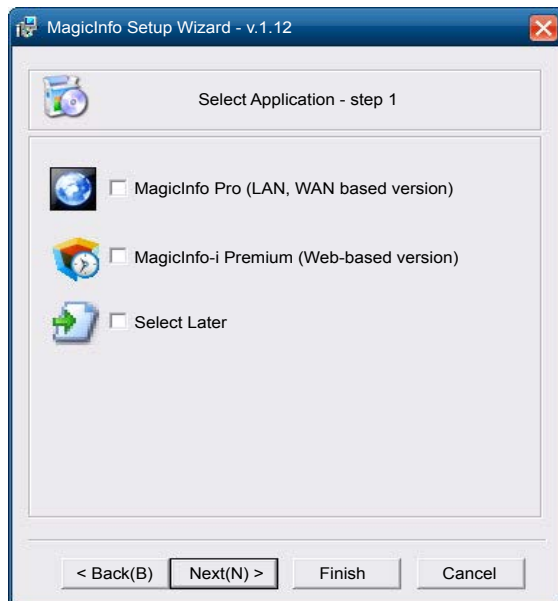 MagicInfo Setup Wizard - v.1.12
Select Application - step 1
MagicInfo Pro (LAN, WAN based version)
MagicInfo-i Premium (Web-based version)
Select Later
< Back(B) Next(N) > Finish Cancel